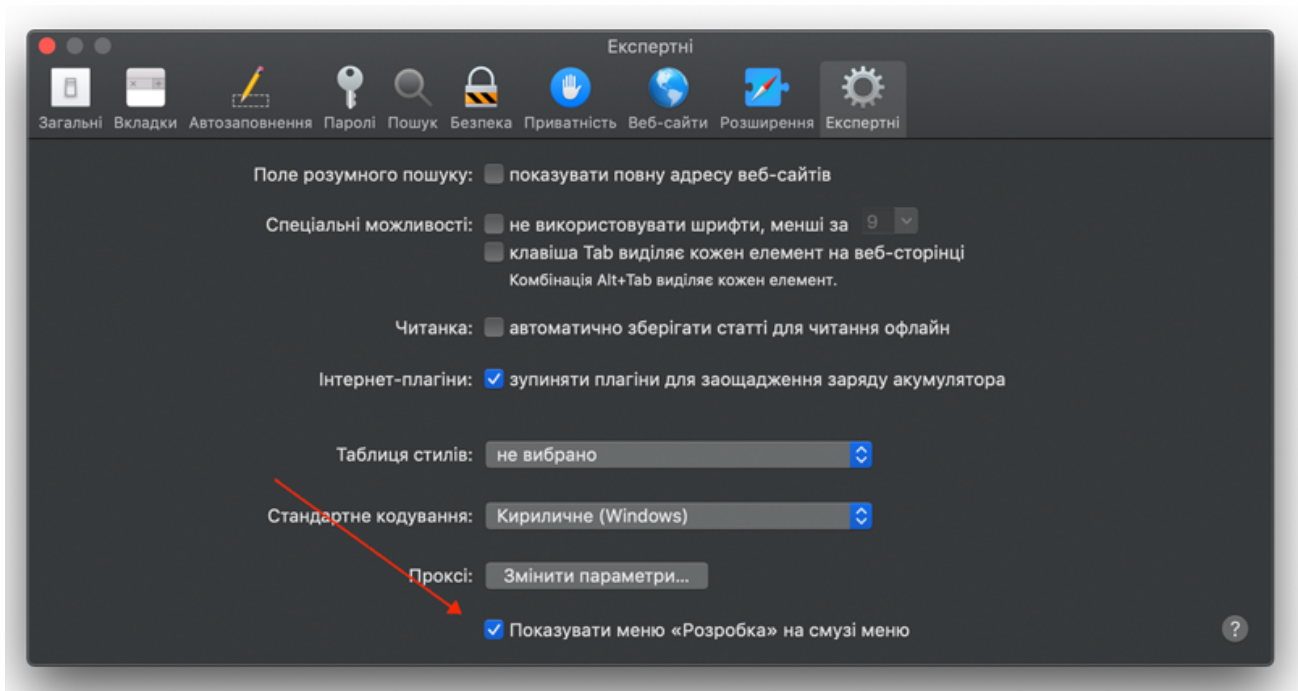 Експертні
Загальні Вкладки Автозаповнення Паролі Пошук Безпека Приватність Веб-сайти Розширення Експертні
Поле розумного пошуку: показувати повну адресу веб-сайтів
Спеціальні можливості: не використовувати шрифти, менші за 9
клавіша Tab виділяє кожен елемент на веб-сторінці
Комбінація Alt+Tab виділяє кожен елемент.
Читанка: автоматично зберігати статті для читання офлайн
Інтернет-плагіни: зупиняти плагіни для заощадження заряду акумулятора
Таблиця стилів: не вибрано
Стандартне кодування: Кириличне (Windows)
Проксі: Змінити параметри...
Показувати меню «Розробка» на смузі меню ?